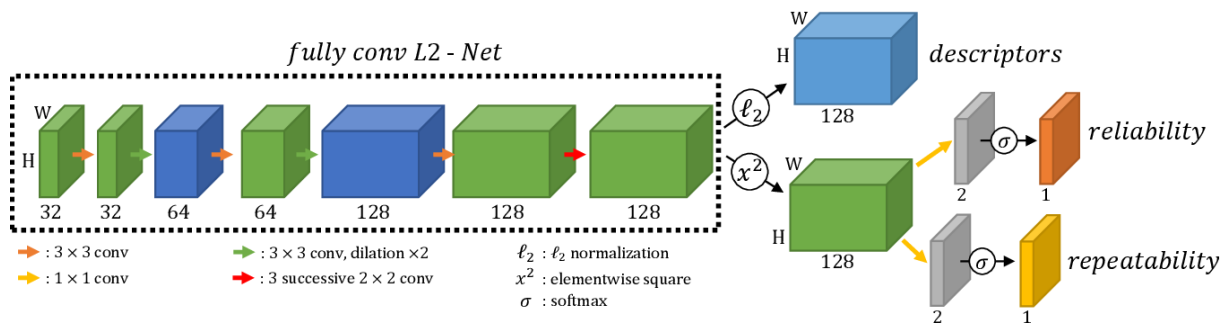 fully conv L2 - Net
W
H
32
32
64
64
128
128
128
ℓ₂
x²
W
H
128
descriptors
W
H
128
2
σ
1
reliability
2
σ
1
repeatability
: 3 × 3 conv
: 1 × 1 conv
: 3 × 3 conv, dilation ×2
: 3 successive 2 × 2 conv
ℓ₂ : ℓ₂ normalization
x² : elementwise square
σ : softmax